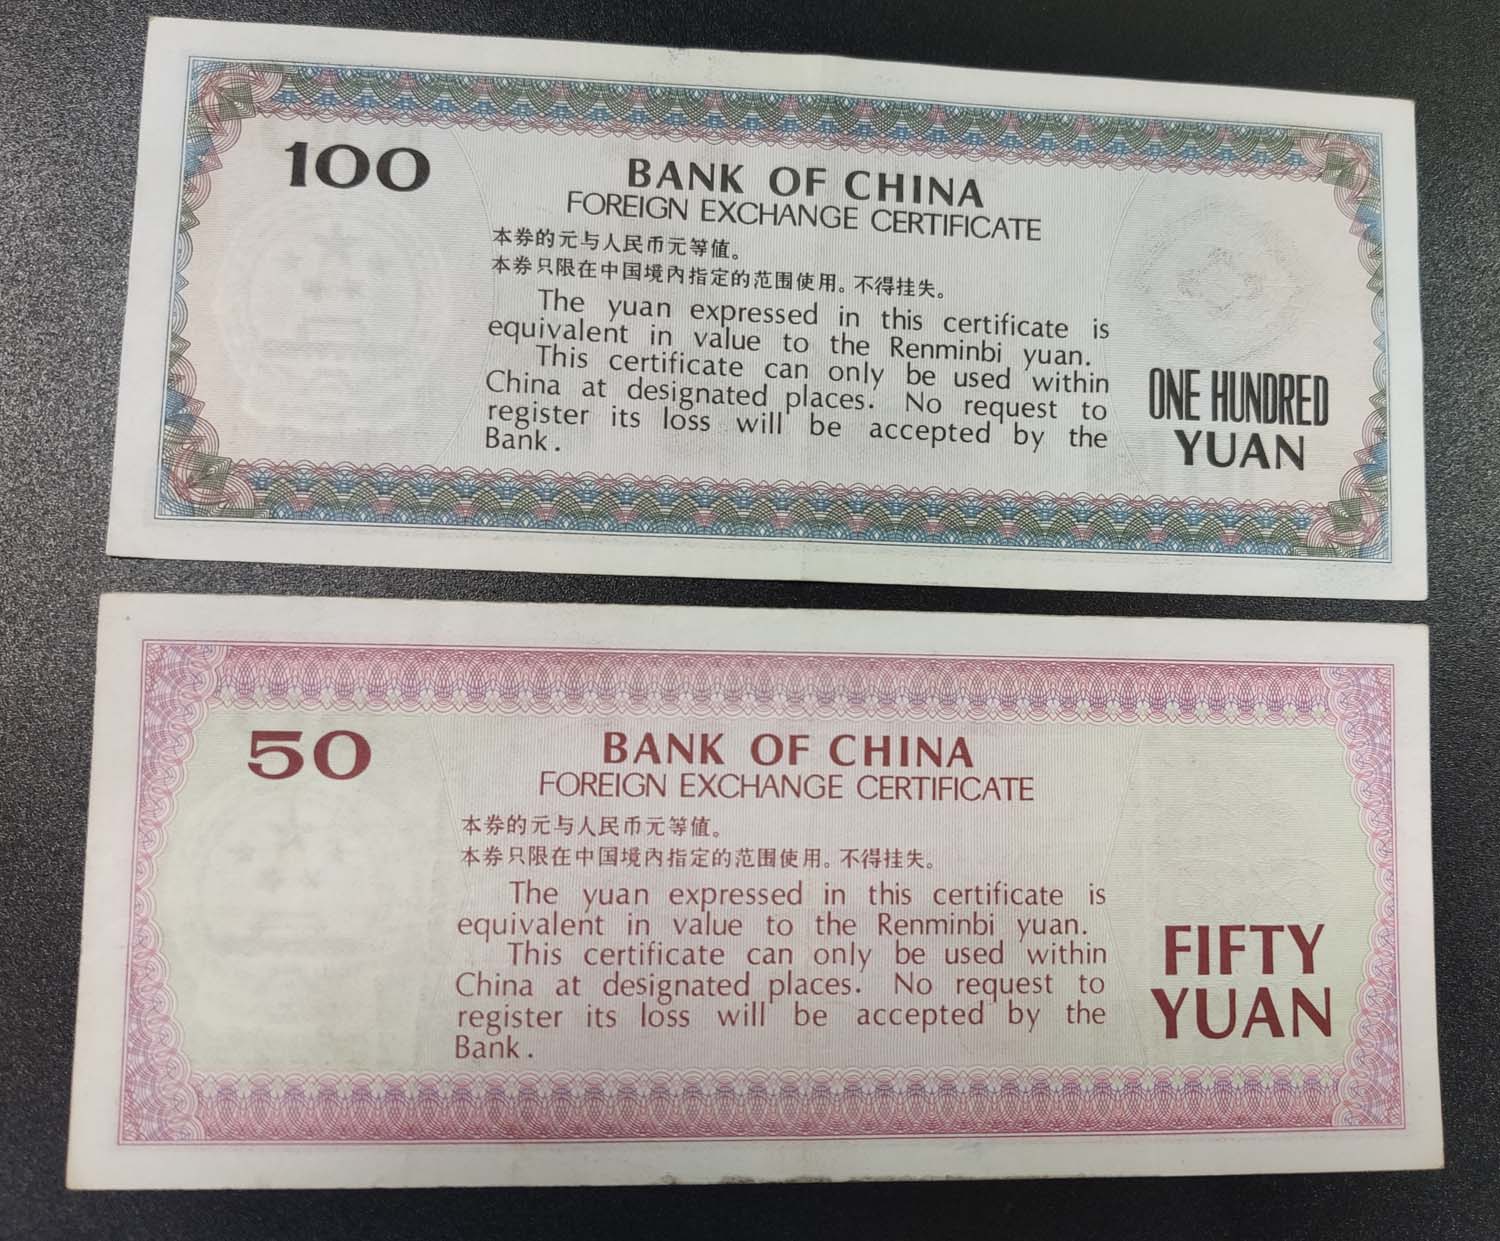 100
BANK OF CHINA
FOREIGN EXCHANGE CERTIFICATE
本券的元与人民币元等值。
本券只限在中国境内指定的范围使用。不得挂失。
The yuan expressed in this certificate is
equivalent in value to the Renminbi yuan.
This certificate can only be used within
China at designated places. No request to
register its loss will be accepted by the
Bank.
ONE HUNDRED
YUAN
50
BANK OF CHINA
FOREIGN EXCHANGE CERTIFICATE
本券的元与人民币元等值。
本券只限在中国境内指定的范围使用。不得挂失。
The yuan expressed in this certificate is
equivalent in value to the Renminbi yuan.
This certificate can only be used within
China at designated places. No request to
register its loss will be accepted by the
Bank.
FIFTY
YUAN